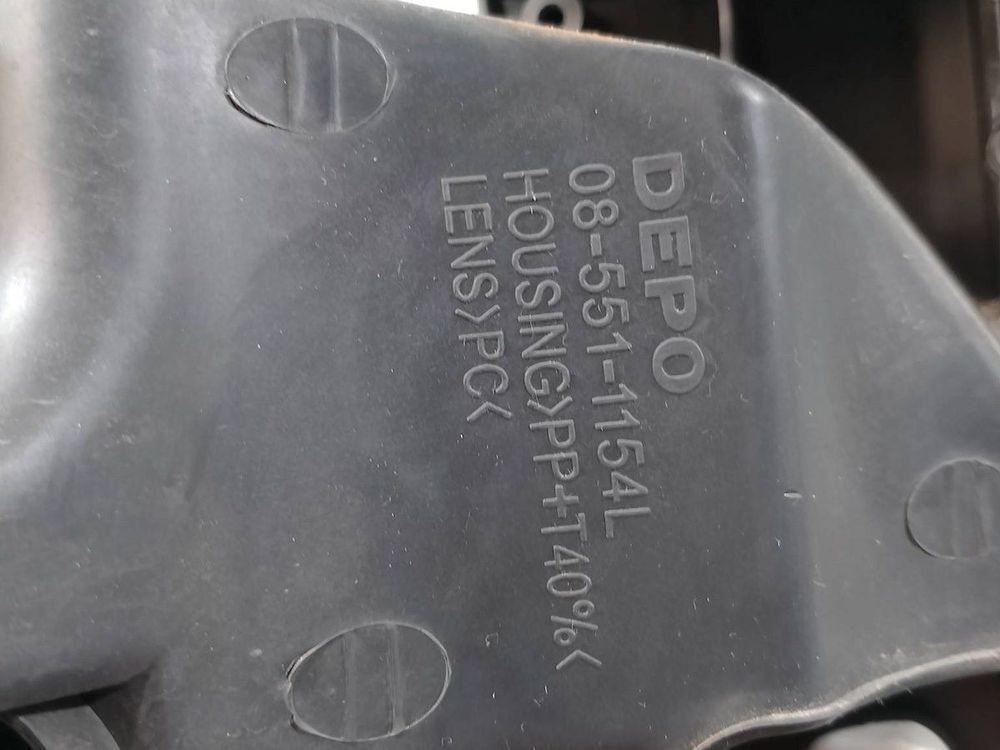 DEPO
08-551-1154L
HOUSING>PP+T40%<
LENS>PC<